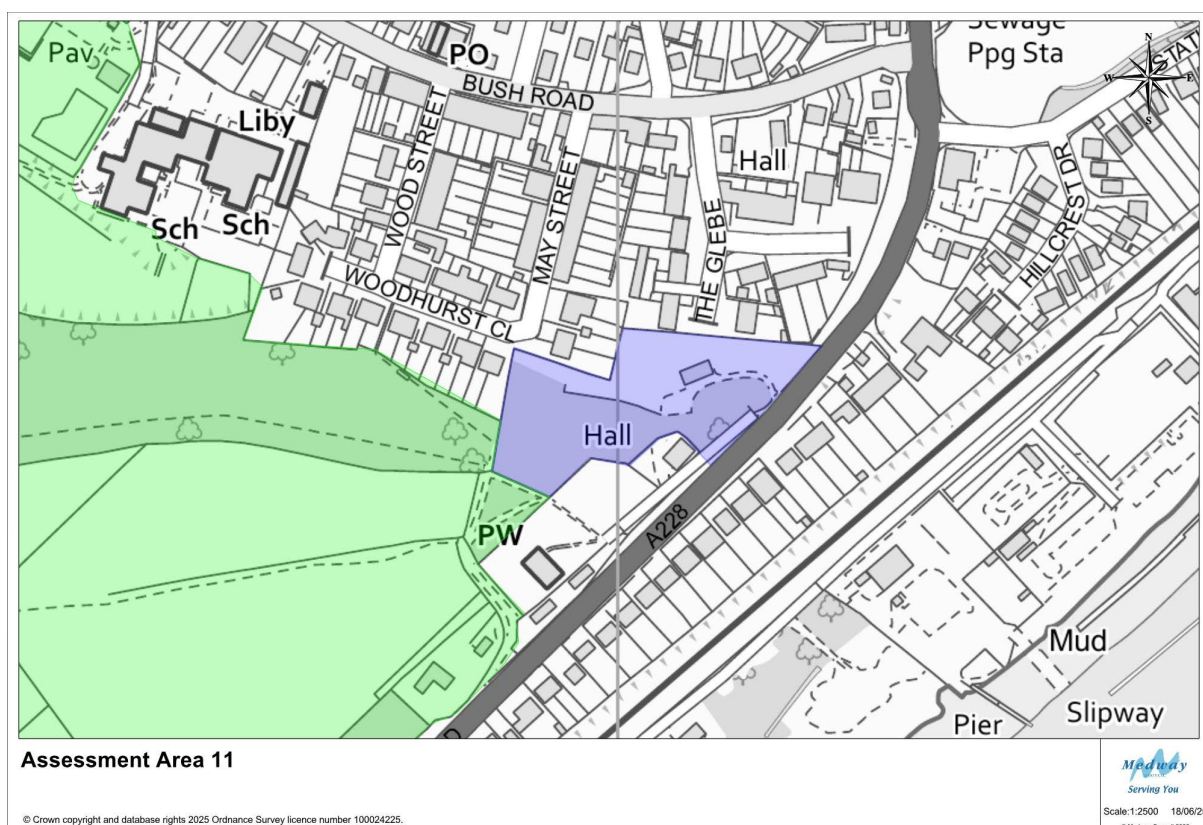 Pav
PO
BUSH ROAD
Sewage
Ppg Sta
N
W
E
S
STAT
Liby
Sch
Sch
WOOD STREET
MAY STREET
WOODHURST CL
THE GLEBE
Hall
HILLCREST DR
Hall
PW
A228
Mud
Pier
Slipway
Assessment Area 11
Medway
COUNCIL
Serving You
Scale:1:2500
© Crown copyright and database rights 2025 Ordnance Survey licence number 100024225.